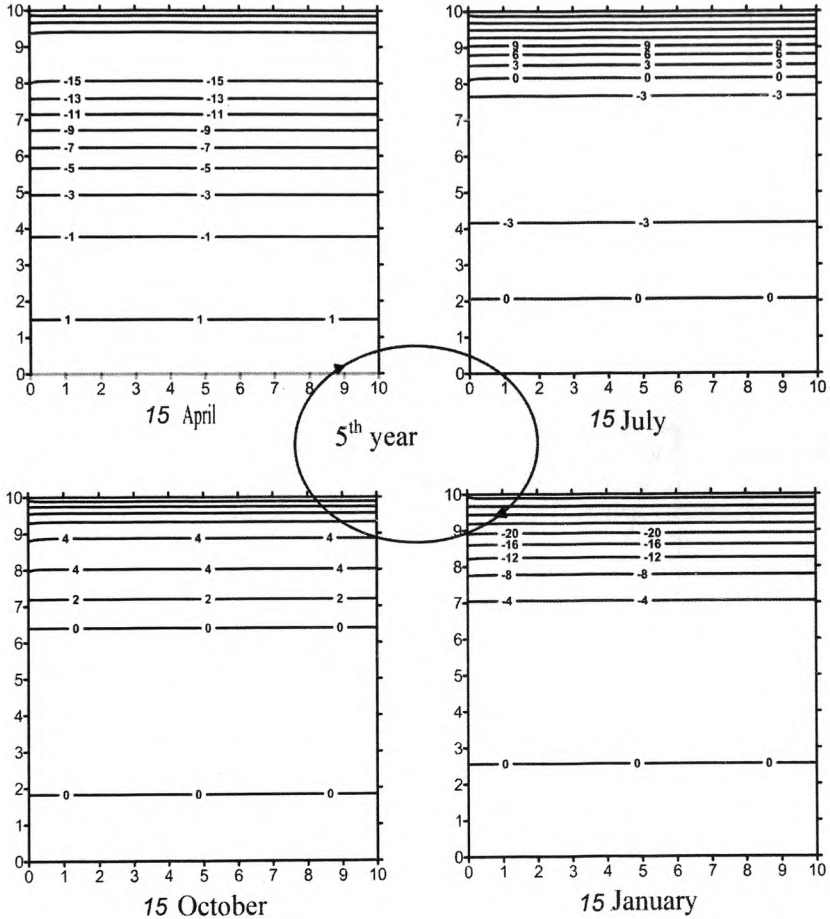 10
9
8 -15 -15
-13 -13
7 -11 -11
-9 -9
6 -7 -7
-5 -5
5 -3 -3
4
-1 -1
3
2
1 1 1
1
0
0 1 2 3 4 5 6 7 8 9 10
15 April
10
9 9 9 9
6 6 6
3 3 3
8 0 0 0
-3 -3
7
6
5
4 -3 -3
3
2 0 0 0
1
0
0 1 2 3 4 5 6 7 8 9 10
15 July
5th year
10
9 4 4 4
8 4 4 4
7 2 2 2
0 0 0
6
5
4
3
2 0 0 0
1
0
0 1 2 3 4 5 6 7 8 9 10
15 October
10
9 -20 -20
-16 -16
-12 -12
8 -8 -8
7 -4 -4
6
5
4
3
0 0 0
2
1
0
0 1 2 3 4 5 6 7 8 9 10
15 January